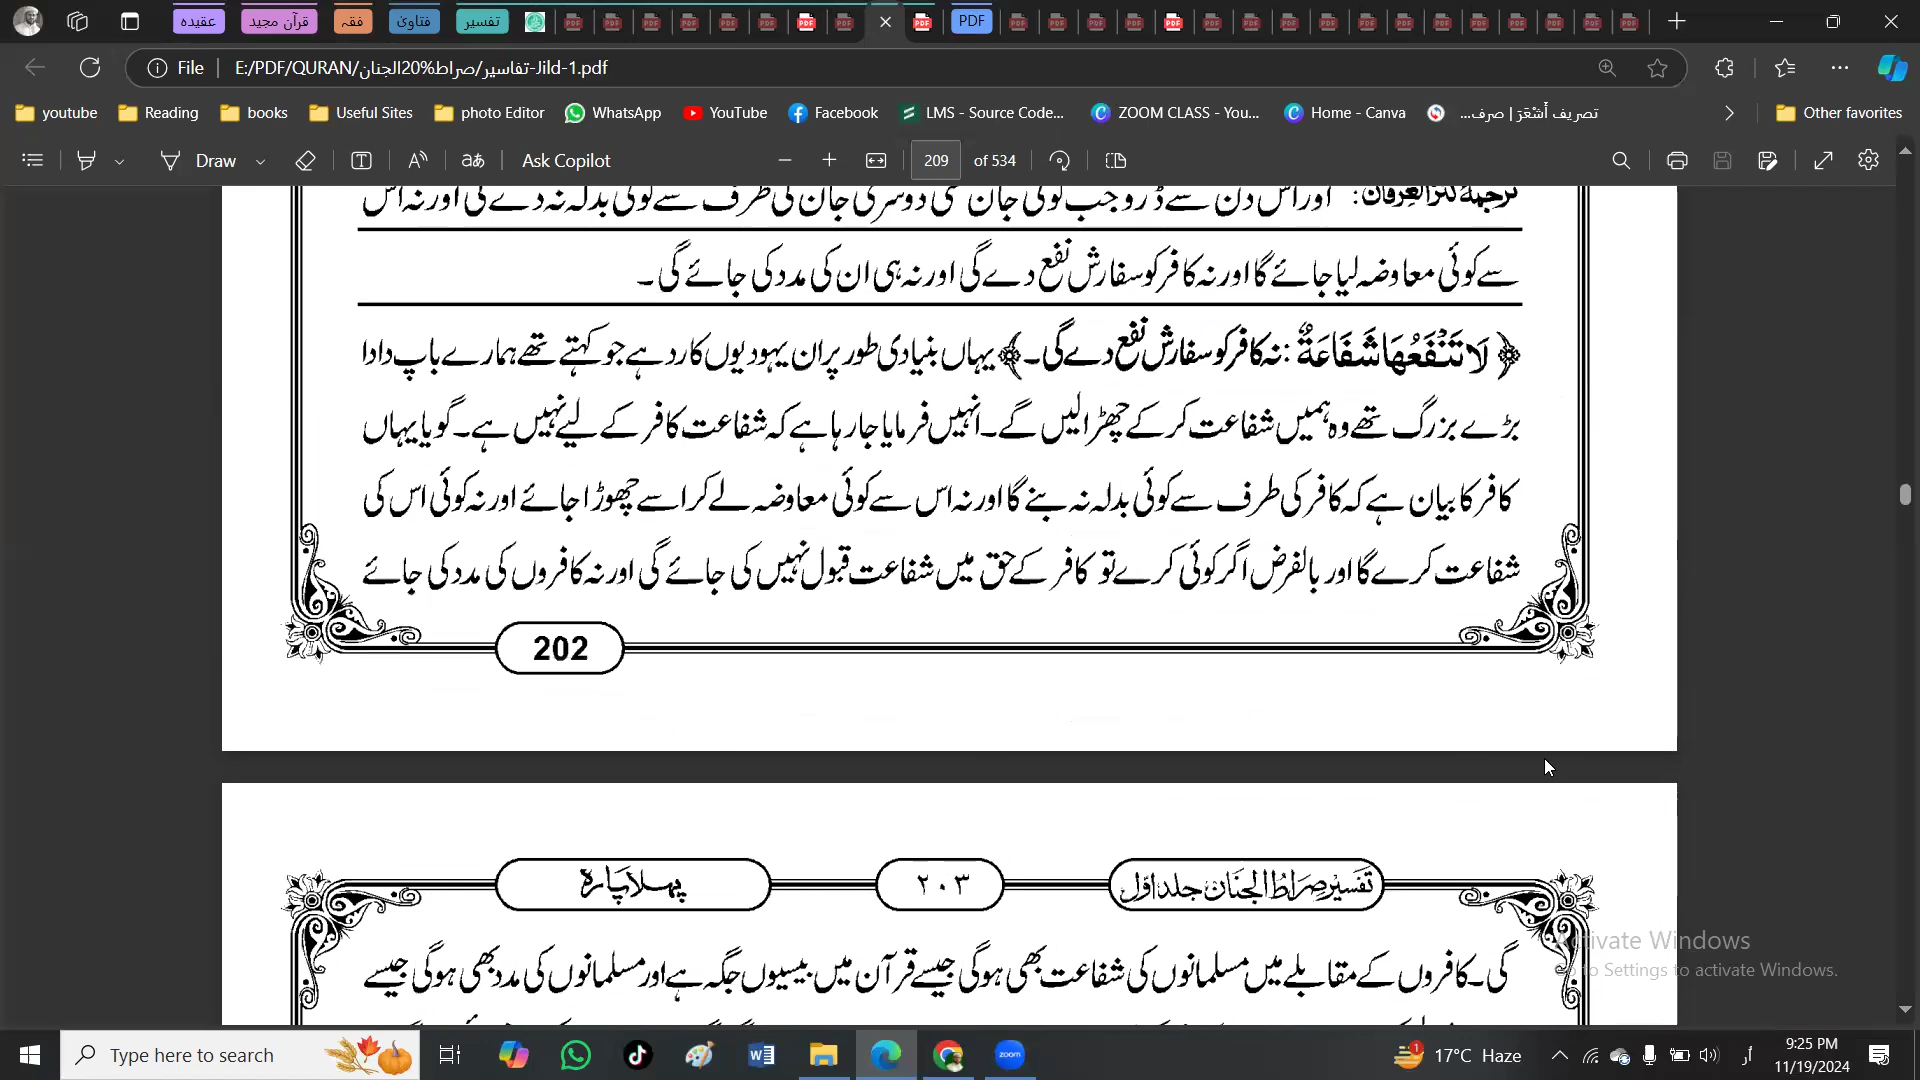 عقیدہ
قرآن مجید
فقہ
فتاویٰ
تفسیر
PDF
File
E:/PDF/QURAN/تفاسیر/صراط%20الجنان-Jild-1.pdf
youtube
Reading
books
Useful Sites
photo Editor
WhatsApp
YouTube
Facebook
LMS - Source Code...
ZOOM CLASS - You...
Home - Canva
تصريف أَشْعَرَ | صرف...
Other favorites
Draw
Ask Copilot
209 of 534
ترجمۂ کنزالعرفان: اور اس دن سے ڈرو جب کوئی جان کسی دوسری جان کی طرف سے کوئی بدلہ نہ دے گی اور نہ اس
سے کوئی معاوضہ لیا جائے گا اور نہ کافر کو سفارش نفع دے گی اور نہ ہی ان کی مدد کی جائے گی۔
﴿لَا تَنْفَعُهَا شَفَاعَةٌ: نہ کافر کو سفارش نفع دے گی۔﴾ یہاں بنیادی طور پر ان یہودیوں کا رد ہے جو کہتے تھے ہمارے باپ دادا
بڑے بزرگ تھے وہ ہمیں شفاعت کر کے چھڑا لیں گے۔ انہیں فرمایا جا رہا ہے کہ شفاعت کافر کے لیے نہیں ہے۔ گویا یہاں
کافر کا بیان ہے کہ کافر کی طرف سے کوئی بدلہ نہ بنے گا اور نہ اس سے کوئی معاوضہ لے کر اسے چھوڑا جائے اور نہ کوئی اس کی
شفاعت کرے گا اور بالفرض اگر کوئی کرے تو کافر کے حق میں شفاعت قبول نہیں کی جائے گی اور نہ کافروں کی مدد کی جائے
202
تفسیر صراط الجنان جلد اول
۲۰۳
پہلا پارہ
گی۔ کافروں کے مقابلے میں مسلمانوں کی شفاعت بھی ہوگی جیسے قرآن میں بیسیوں جگہ ہے اور مسلمانوں کی مدد بھی ہوگی جیسے
Activate Windows
Go to Settings to activate Windows.
Type here to search
zoom
1
17°C Haze
أر
9:25 PM
11/19/2024